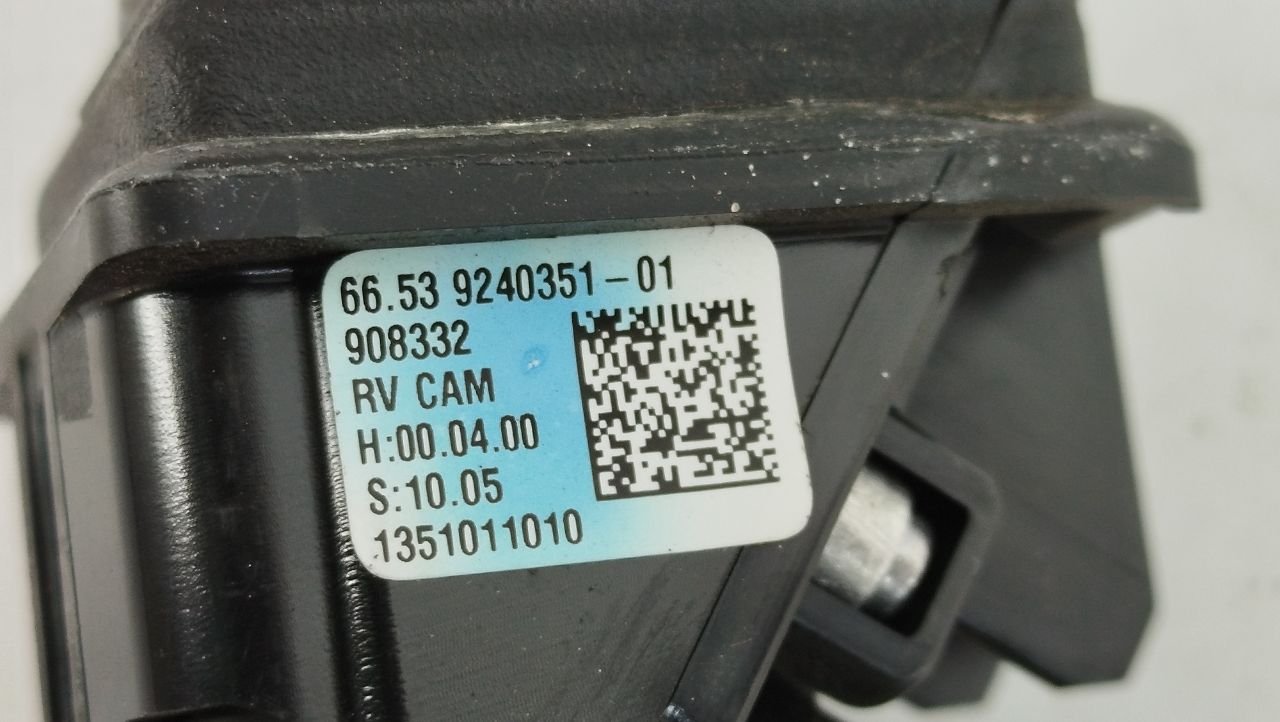 66.53 9240351-01
908332
RV CAM
H:00.04.00
S:10.05
1351011010